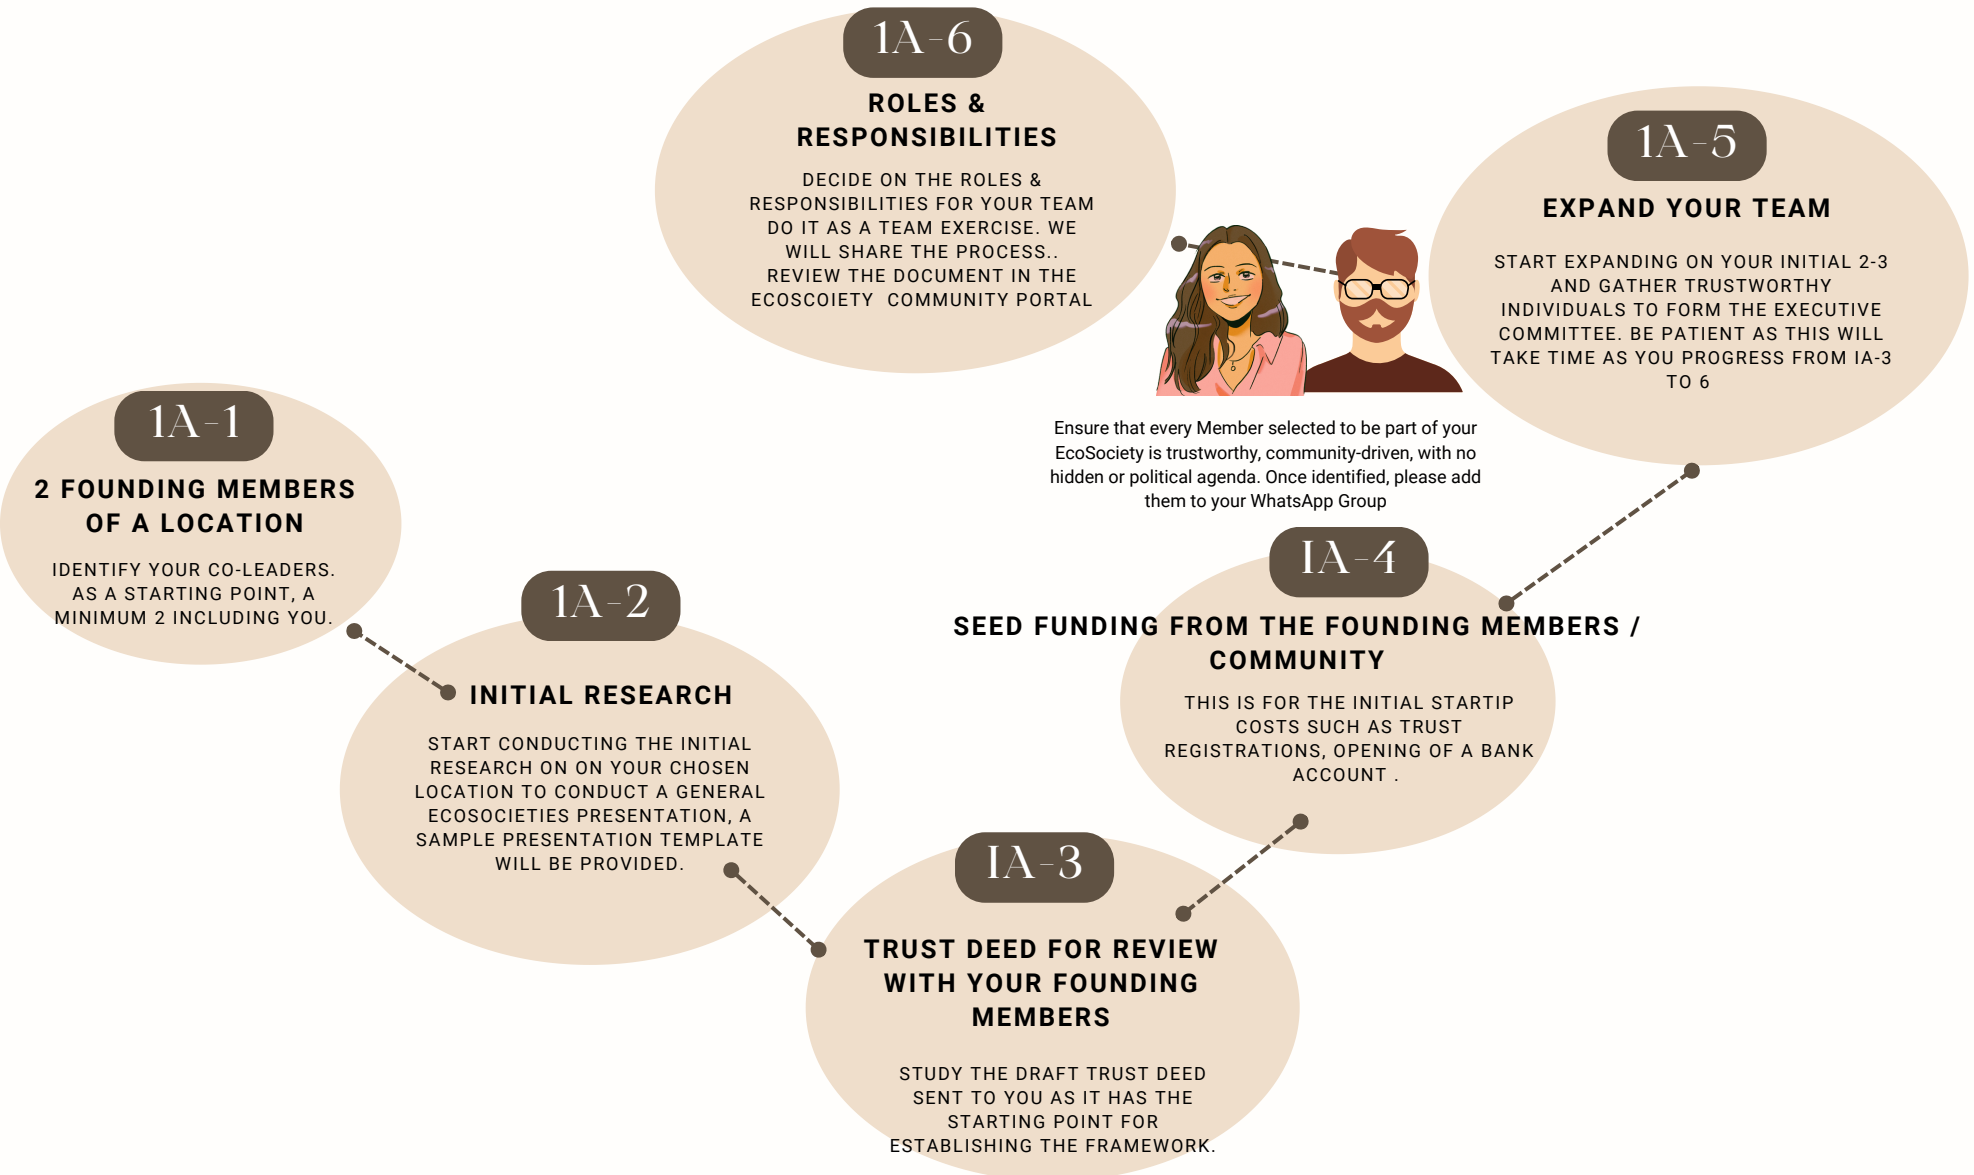 1A-1
2 FOUNDING MEMBERS
OF A LOCATION
IDENTIFY YOUR CO-LEADERS.
AS A STARTING POINT, A
MINIMUM 2 INCLUDING YOU.
1A-2
INITIAL RESEARCH
START CONDUCTING THE INITIAL
RESEARCH ON ON YOUR CHOSEN
LOCATION TO CONDUCT A GENERAL
ECOSOCIETIES PRESENTATION, A
SAMPLE PRESENTATION TEMPLATE
WILL BE PROVIDED.
IA-3
TRUST DEED FOR REVIEW
WITH YOUR FOUNDING
MEMBERS
STUDY THE DRAFT TRUST DEED
SENT TO YOU AS IT HAS THE
STARTING POINT FOR
ESTABLISHING THE FRAMEWORK.
IA-4
SEED FUNDING FROM THE FOUNDING MEMBERS /
COMMUNITY
THIS IS FOR THE INITIAL STARTIP
COSTS SUCH AS TRUST
REGISTRATIONS, OPENING OF A BANK
ACCOUNT .
1A-5
EXPAND YOUR TEAM
START EXPANDING ON YOUR INITIAL 2-3
AND GATHER TRUSTWORTHY
INDIVIDUALS TO FORM THE EXECUTIVE
COMMITTEE. BE PATIENT AS THIS WILL
TAKE TIME AS YOU PROGRESS FROM IA-3
TO 6
1A-6
ROLES &
RESPONSIBILITIES
DECIDE ON THE ROLES &
RESPONSIBILITIES FOR YOUR TEAM
DO IT AS A TEAM EXERCISE. WE
WILL SHARE THE PROCESS..
REVIEW THE DOCUMENT IN THE
ECOSCOIETY  COMMUNITY PORTAL
Ensure that every Member selected to be part of your
EcoSociety is trustworthy, community-driven, with no
hidden or political agenda. Once identified, please add
them to your WhatsApp Group